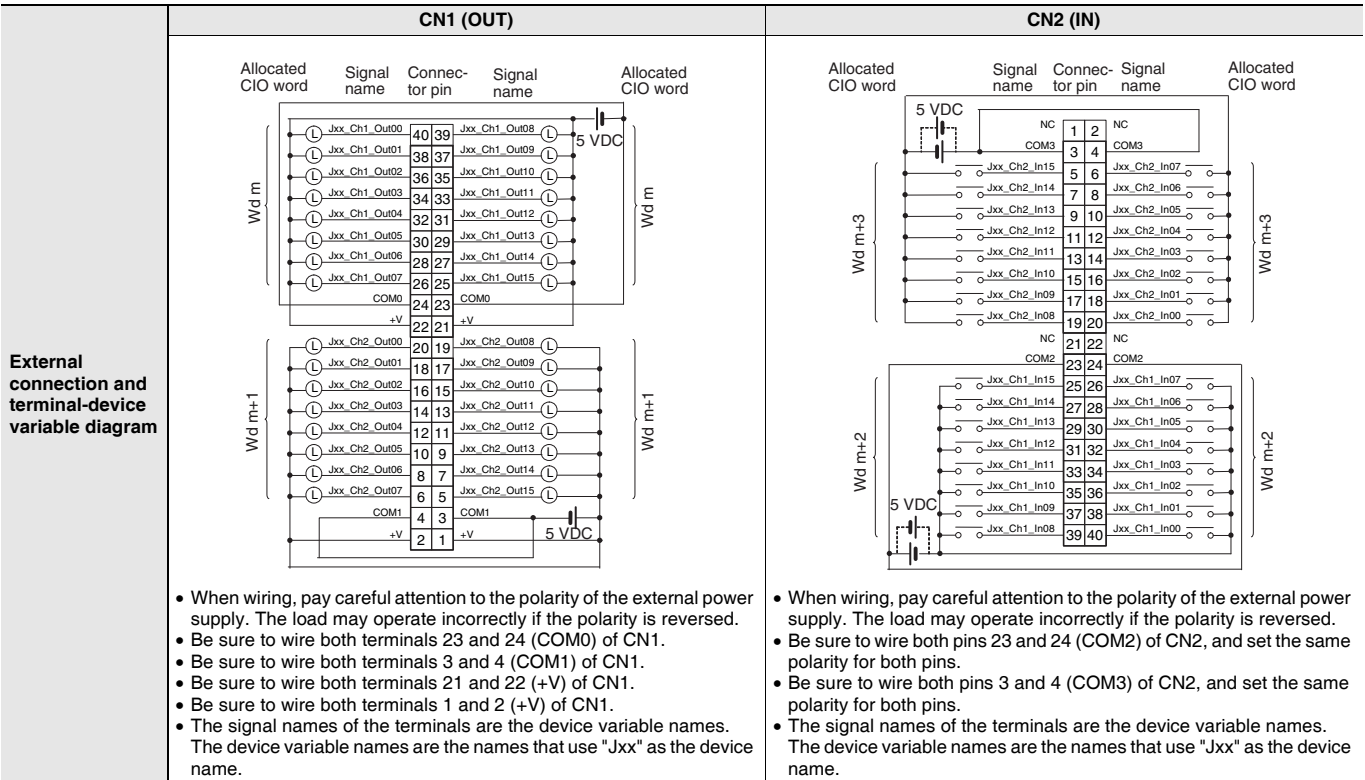 CN1 (OUT) CN2 (IN)
External
connection and
terminal-device
variable diagram
Allocated Signal Connec- Signal Allocated
CIO word name tor pin name CIO word
5 VDC
Jxx_Ch1_Out00 40 39 Jxx_Ch1_Out08
L L
Jxx_Ch1_Out01 38 37 Jxx_Ch1_Out09
L L
Jxx_Ch1_Out02 36 35 Jxx_Ch1_Out10
L L
Jxx_Ch1_Out03 34 33 Jxx_Ch1_Out11
L L
Jxx_Ch1_Out04 32 31 Jxx_Ch1_Out12
L L
Jxx_Ch1_Out05 30 29 Jxx_Ch1_Out13
L L
Jxx_Ch1_Out06 28 27 Jxx_Ch1_Out14
L L
Jxx_Ch1_Out07 26 25 Jxx_Ch1_Out15
L L
Wd m Wd m
COM0 24 23 COM0
+V 22 21 +V
Jxx_Ch2_Out00 20 19 Jxx_Ch2_Out08
L L
Jxx_Ch2_Out01 18 17 Jxx_Ch2_Out09
L L
Jxx_Ch2_Out02 16 15 Jxx_Ch2_Out10
L L
Jxx_Ch2_Out03 14 13 Jxx_Ch2_Out11
L L
Jxx_Ch2_Out04 12 11 Jxx_Ch2_Out12
L L
Jxx_Ch2_Out05 10 9 Jxx_Ch2_Out13
L L
Jxx_Ch2_Out06 8 7 Jxx_Ch2_Out14
L L
Jxx_Ch2_Out07 6 5 Jxx_Ch2_Out15
L L
Wd m+1 Wd m+1
COM1 4 3 COM1
+V 2 1 +V
5 VDC
• When wiring, pay careful attention to the polarity of the external power
supply. The load may operate incorrectly if the polarity is reversed.
• Be sure to wire both terminals 23 and 24 (COM0) of CN1.
• Be sure to wire both terminals 3 and 4 (COM1) of CN1.
• Be sure to wire both terminals 21 and 22 (+V) of CN1.
• Be sure to wire both terminals 1 and 2 (+V) of CN1.
• The signal names of the terminals are the device variable names.
The device variable names are the names that use "Jxx" as the device
name.
Allocated Signal Connec- Signal Allocated
CIO word name tor pin name CIO word
5 VDC
NC 1 2 NC
COM3 3 4 COM3
Jxx_Ch2_In15 5 6 Jxx_Ch2_In07
Jxx_Ch2_In14 7 8 Jxx_Ch2_In06
Jxx_Ch2_In13 9 10 Jxx_Ch2_In05
Jxx_Ch2_In12 11 12 Jxx_Ch2_In04
Jxx_Ch2_In11 13 14 Jxx_Ch2_In03
Jxx_Ch2_In10 15 16 Jxx_Ch2_In02
Jxx_Ch2_In09 17 18 Jxx_Ch2_In01
Jxx_Ch2_In08 19 20 Jxx_Ch2_In00
Wd m+3 Wd m+3
NC 21 22 NC
COM2 23 24 COM2
Jxx_Ch1_In15 25 26 Jxx_Ch1_In07
Jxx_Ch1_In14 27 28 Jxx_Ch1_In06
Jxx_Ch1_In13 29 30 Jxx_Ch1_In05
Jxx_Ch1_In12 31 32 Jxx_Ch1_In04
Jxx_Ch1_In11 33 34 Jxx_Ch1_In03
Jxx_Ch1_In10 35 36 Jxx_Ch1_In02
Jxx_Ch1_In09 37 38 Jxx_Ch1_In01
Jxx_Ch1_In08 39 40 Jxx_Ch1_In00
Wd m+2 Wd m+2
5 VDC
• When wiring, pay careful attention to the polarity of the external power
supply. The load may operate incorrectly if the polarity is reversed.
• Be sure to wire both pins 23 and 24 (COM2) of CN2, and set the same
polarity for both pins.
• Be sure to wire both pins 3 and 4 (COM3) of CN2, and set the same
polarity for both pins.
• The signal names of the terminals are the device variable names.
The device variable names are the names that use "Jxx" as the device
name.